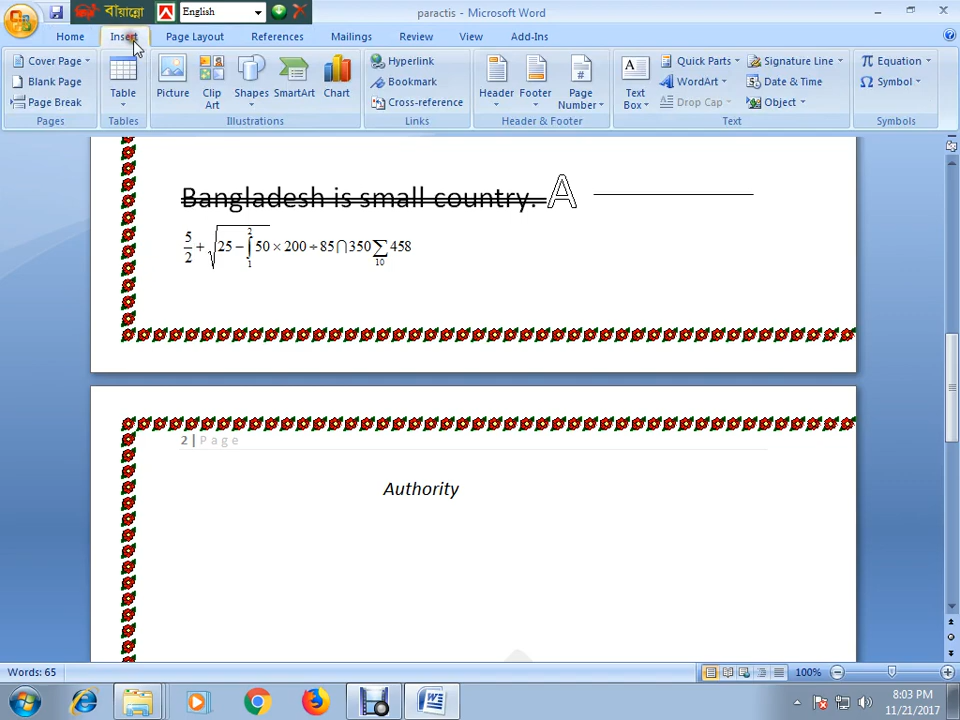 বায়ান্নো English paractis - Microsoft Word
Home Insert Page Layout References Mailings Review View Add-Ins
Cover Page Blank Page Page Break Pages
Table Tables
Picture Clip Art Shapes SmartArt Chart Illustrations
Hyperlink Bookmark Cross-reference Links
Header Footer Page Number Header & Footer
Text Box Quick Parts WordArt Drop Cap Signature Line Date & Time Object Text
Equation Symbol Symbols
Bangladesh is small country. A
5/2 + √25 − ∫₁² 50 × 200 ÷ 85 ⋂ 350 ∑₁₀ 458
2 | Page
Authority
Words: 65 100%
8:03 PM
11/21/2017